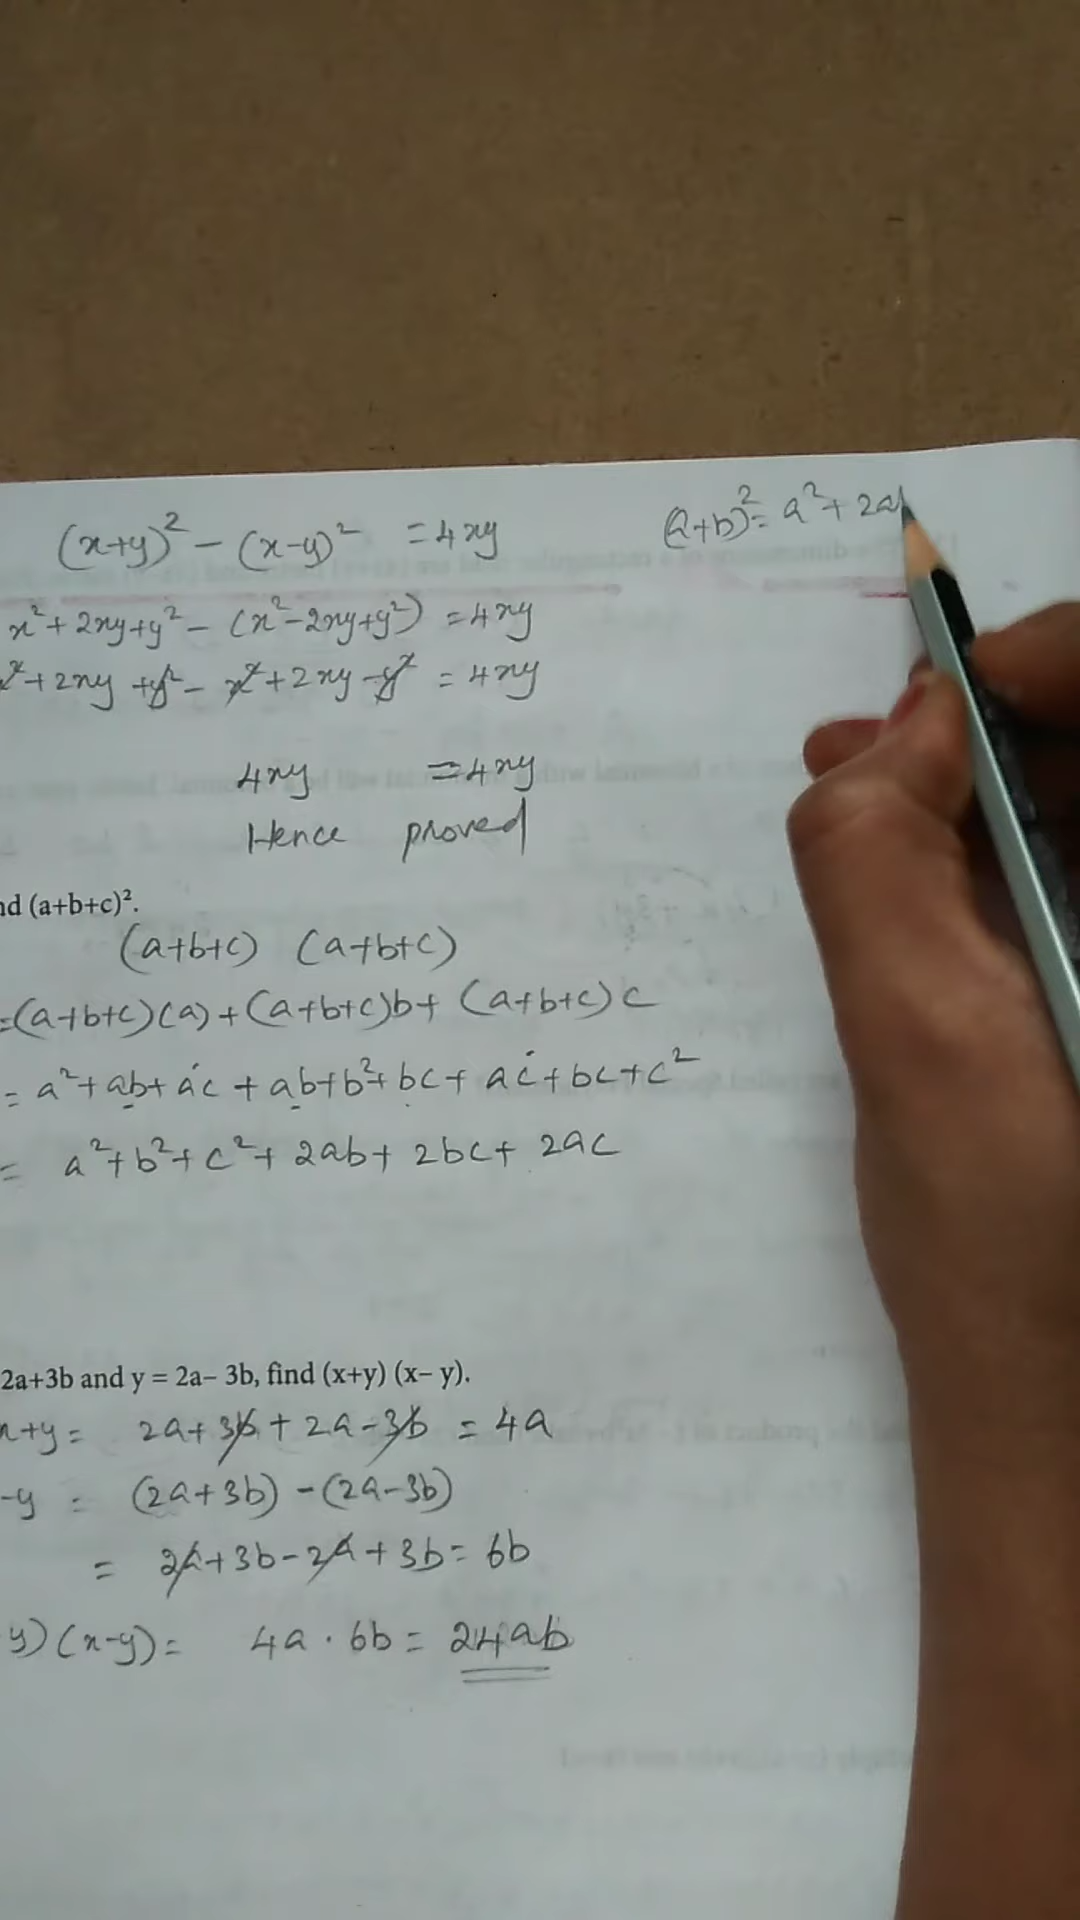 (x+y)² - (x-y)² = 4xy
(a+b)² = a² + 2ab
x² + 2xy + y² - (x² - 2xy + y²) = 4xy
x² + 2xy + y² - x² + 2xy - y² = 4xy
4xy = 4xy
Hence proved
nd (a+b+c)².
(a+b+c) (a+b+c)
= (a+b+c)(a) + (a+b+c)b + (a+b+c)c
= a² + ab + ac + ab + b² + bc + ac + bc + c²
= a² + b² + c² + 2ab + 2bc + 2ac
2a+3b and y = 2a– 3b, find (x+y) (x– y).
x+y = 2a + 3b + 2a - 3b = 4a
-y = (2a+3b) - (2a-3b)
= 2a + 3b - 2a + 3b = 6b
y) (x-y) = 4a . 6b = 24ab